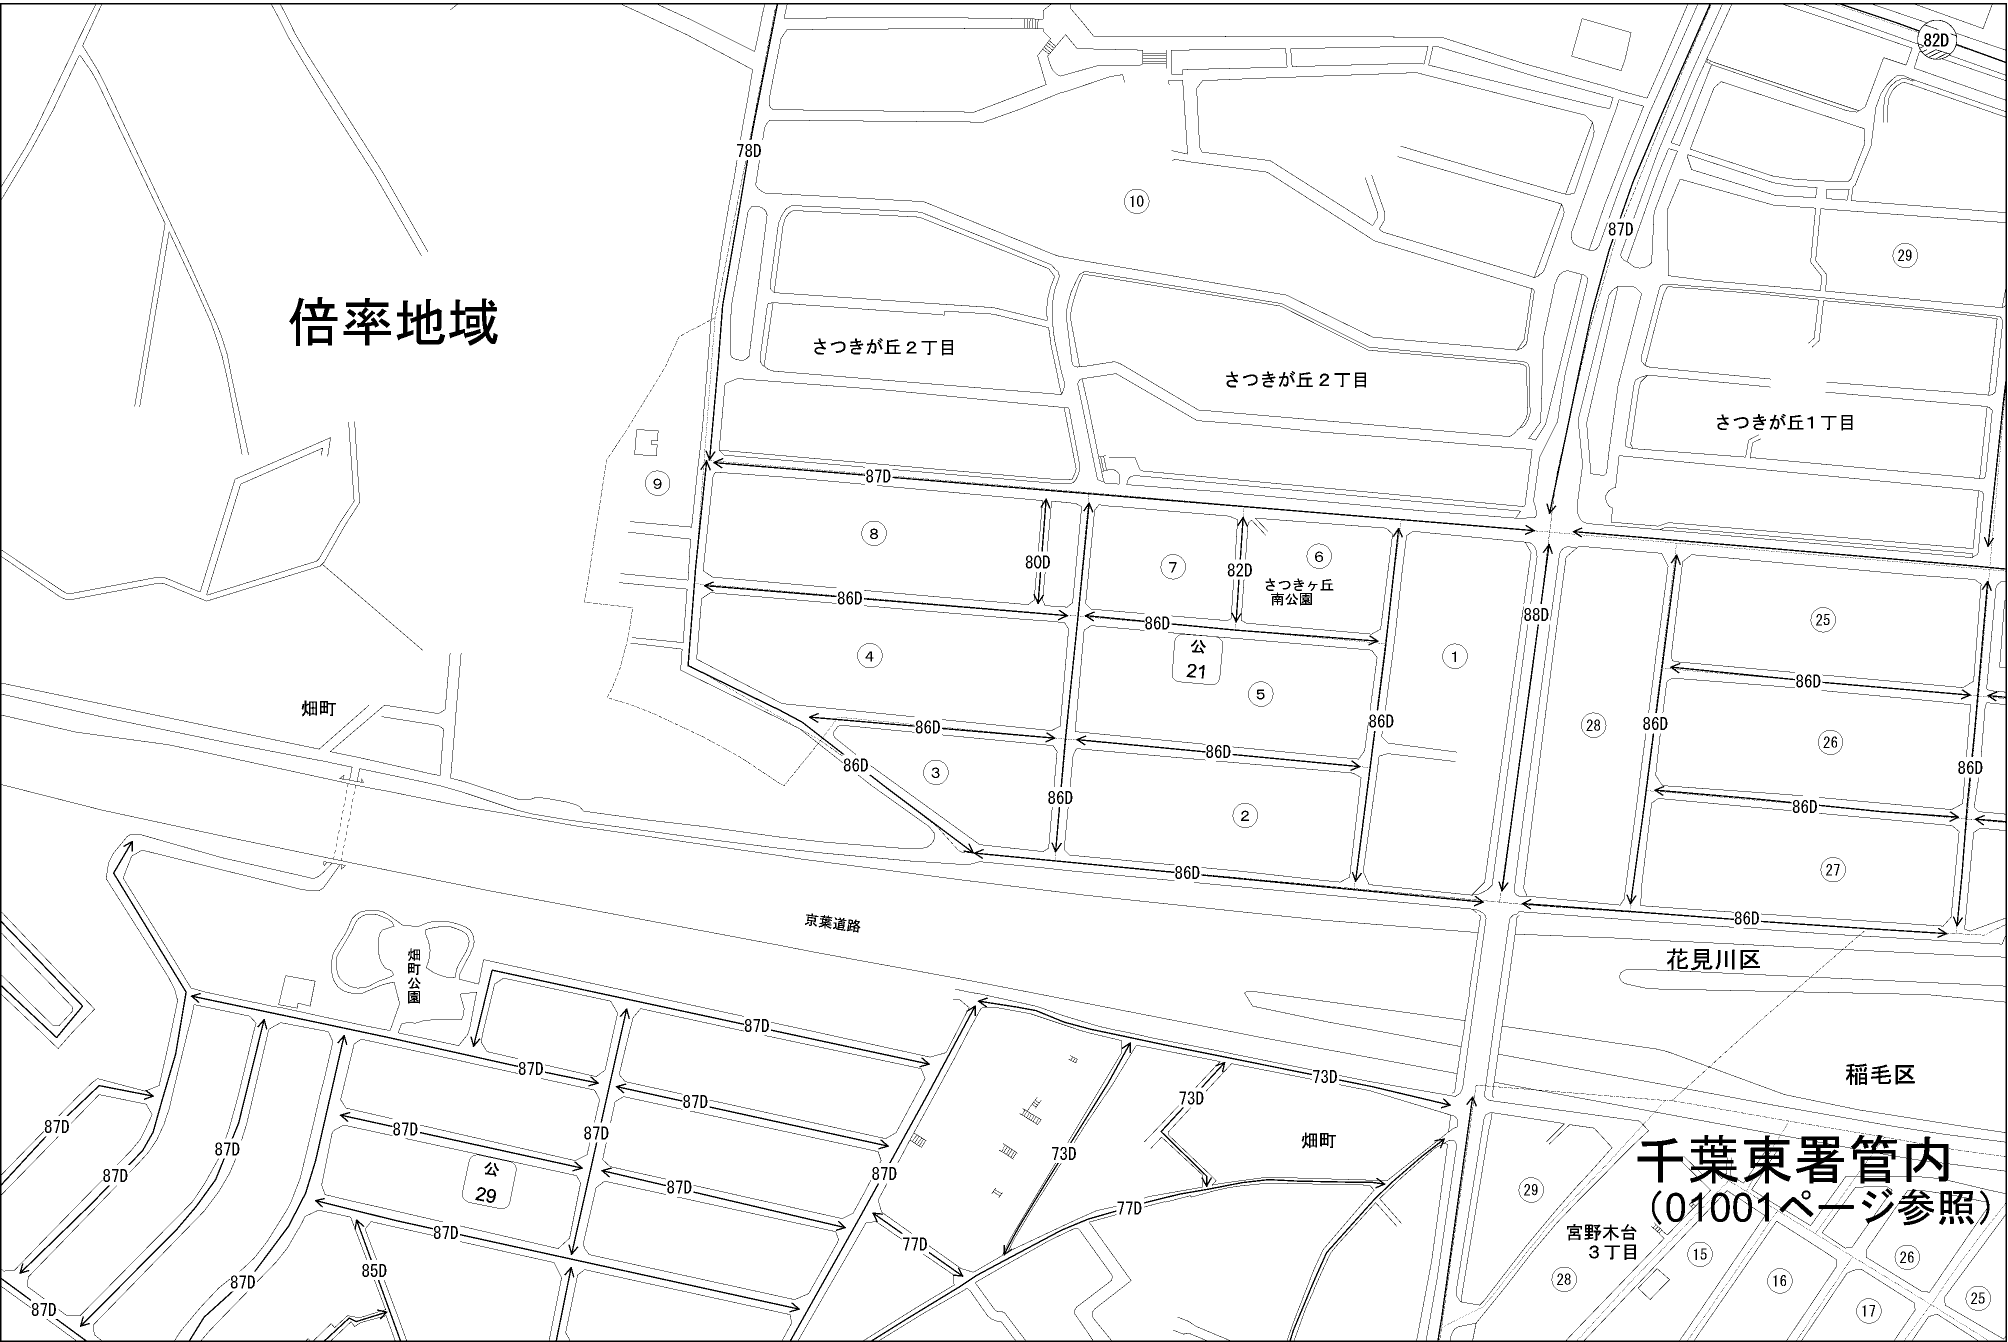 82D
78D
⑩
87D
㉙
倍率地域
さつきが丘２丁目
さつきが丘２丁目
さつきが丘１丁目
⑨
87D
⑧
80D
⑦
82D
⑥
さつきヶ丘
南公園
86D
86D
88D
㉕
④
公
21
⑤
①
86D
86D
㉘
86D
畑町
86D
86D
86D
③
86D
②
86D
㉖
86D
86D
86D
㉗
86D
京葉道路
花見川区
畑町公園
稲毛区
87D
87D
73D
73D
87D
87D
87D
87D
87D
畑町
87D
87D
公
29
87D
87D
73D
77D
千葉東署管内
（01001ページ参照）
㉙
宮野木台
３丁目
87D
77D
85D
87D
87D
㉘
⑮
⑯
㉖
⑰
㉕